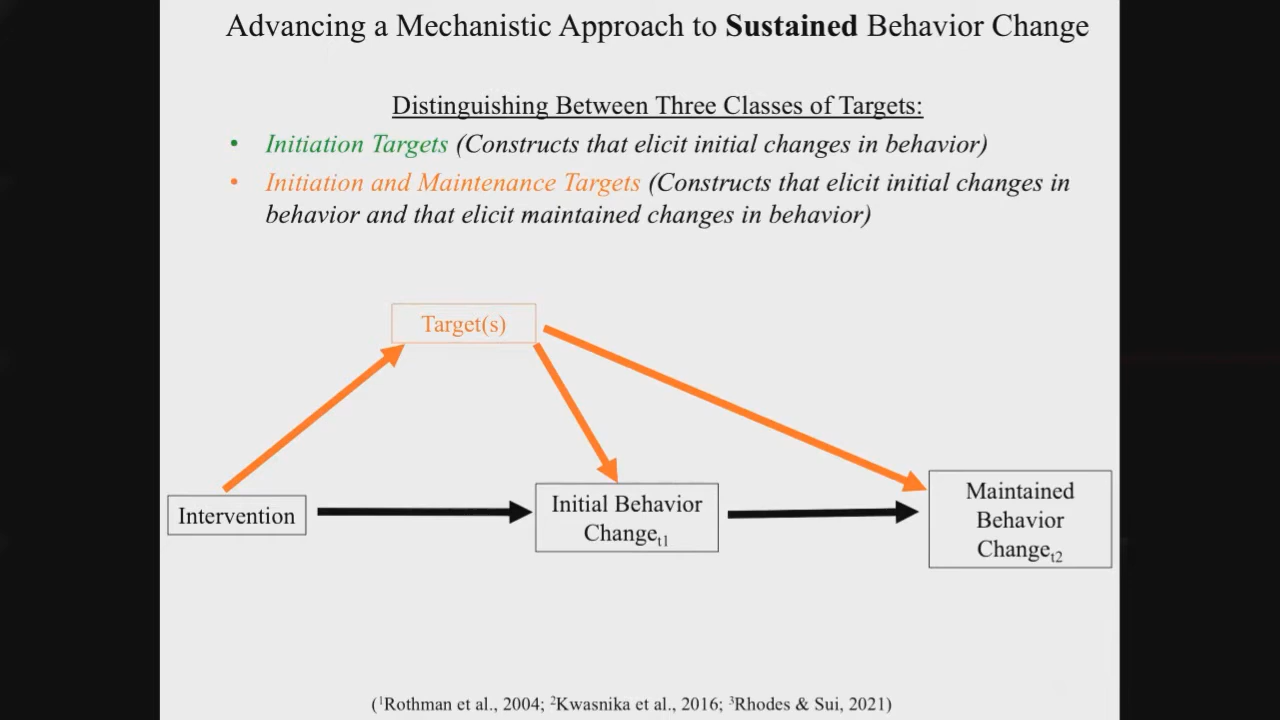 Advancing a Mechanistic Approach to Sustained Behavior Change
Distinguishing Between Three Classes of Targets:
• Initiation Targets (Constructs that elicit initial changes in behavior)
• Initiation and Maintenance Targets (Constructs that elicit initial changes in
behavior and that elicit maintained changes in behavior)
Target(s)
Intervention
Initial Behavior
Changet1
Maintained
Behavior
Changet2
(1Rothman et al., 2004; 2Kwasnika et al., 2016; 3Rhodes & Sui, 2021)